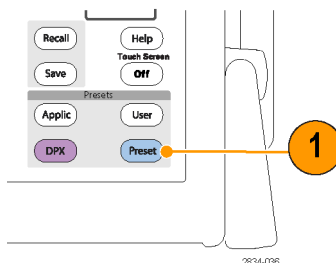 Recall
Help
Touch Screen
Save
Off
Presets
Applic
User
DPX
Preset
1
2834-036